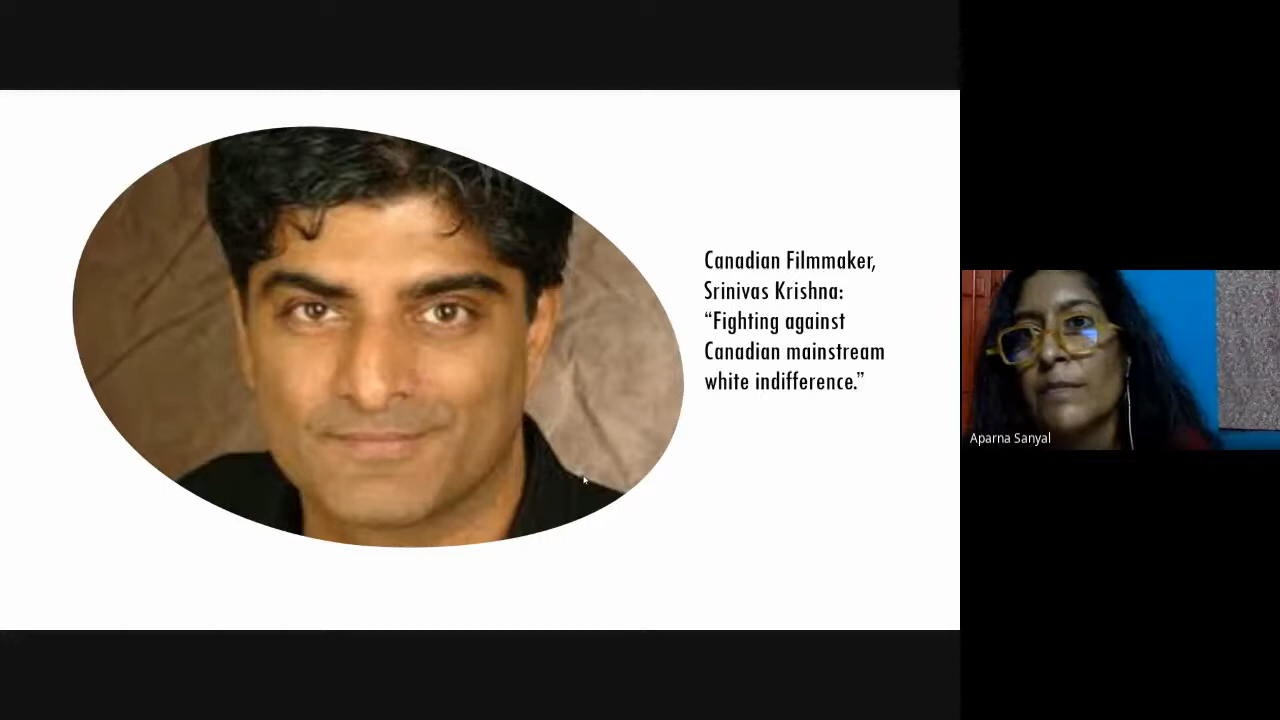 Canadian Filmmaker,
Srinivas Krishna:
“Fighting against
Canadian mainstream
white indifference.”
Aparna Sanyal